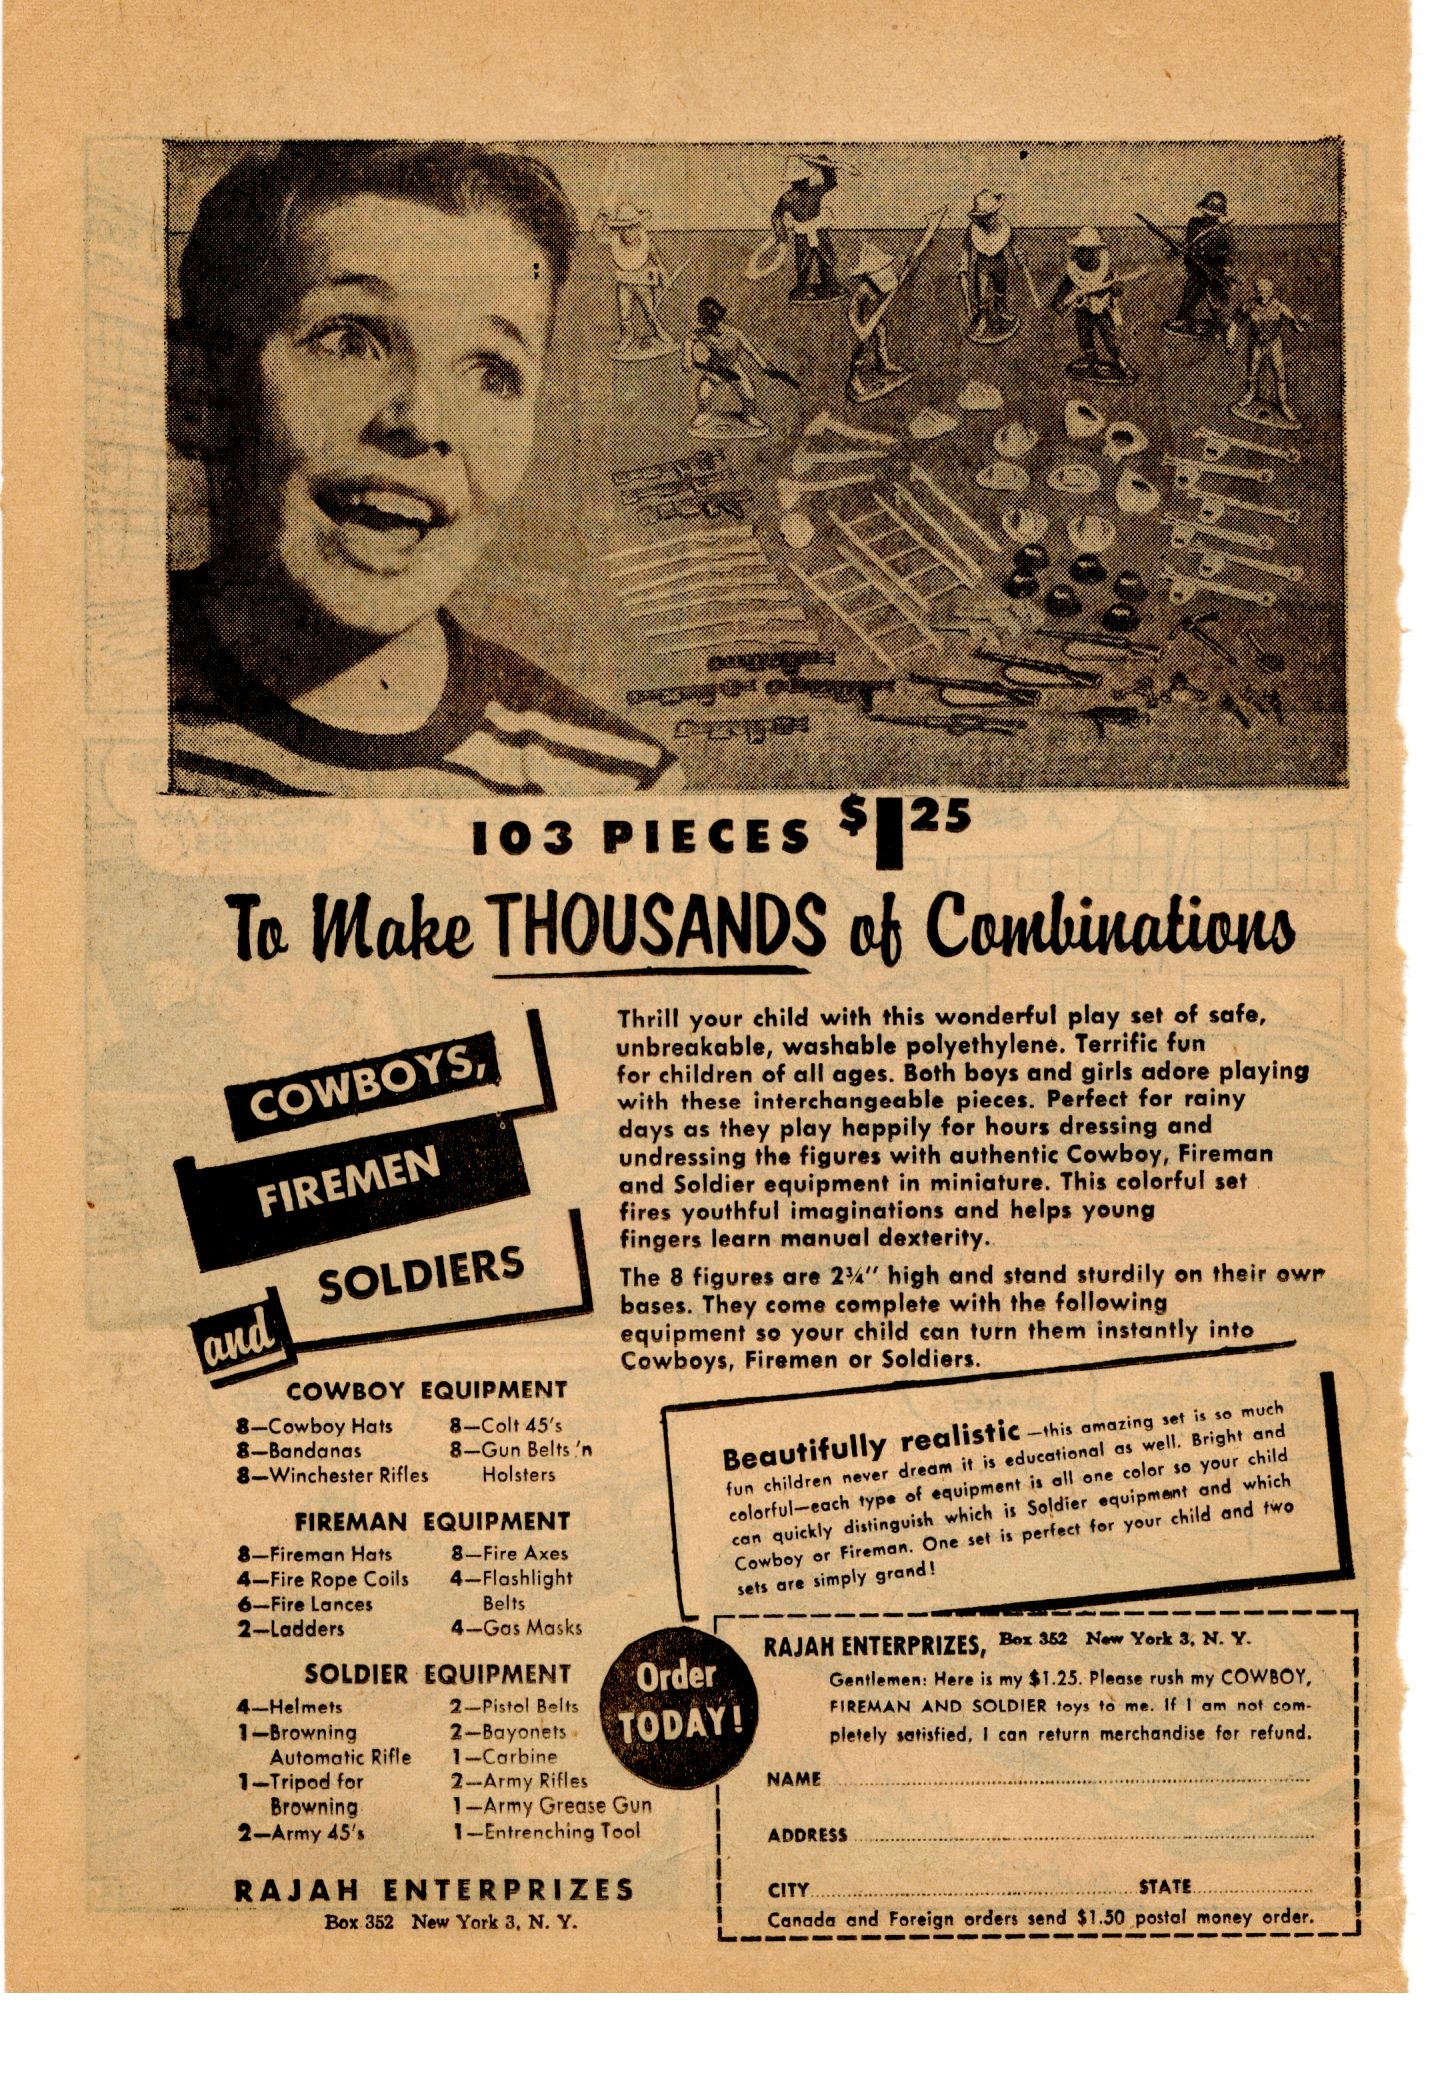 103 PIECES $1.25
To Make THOUSANDS of Combinations
COWBOYS,
FIREMEN
and SOLDIERS
Thrill your child with this wonderful play set of safe,
unbreakable, washable polyethylene. Terrific fun
for children of all ages. Both boys and girls adore playing
with these interchangeable pieces. Perfect for rainy
days as they play happily for hours dressing and
undressing the figures with authentic Cowboy, Fireman
and Soldier equipment in miniature. This colorful set
fires youthful imaginations and helps young
fingers learn manual dexterity.
The 8 figures are 2¾" high and stand sturdily on their own
bases. They come complete with the following
equipment so your child can turn them instantly into
Cowboys, Firemen or Soldiers.
COWBOY EQUIPMENT
8—Cowboy Hats
8—Bandanas
8—Winchester Rifles
8—Colt 45's
8—Gun Belts 'n
Holsters
FIREMAN EQUIPMENT
8—Fireman Hats
4—Fire Rope Coils
6—Fire Lances
2—Ladders
8—Fire Axes
4—Flashlight
Belts
4—Gas Masks
SOLDIER EQUIPMENT
4—Helmets
1—Browning
Automatic Rifle
1—Tripod for
Browning
2—Army 45's
2—Pistol Belts
2—Bayonets
1—Carbine
2—Army Rifles
1—Army Grease Gun
1—Entrenching Tool
RAJAH ENTERPRIZES
Box 352 New York 3, N. Y.
Beautifully realistic—this amazing set is so much
fun children never dream it is educational as well. Bright and
colorful—each type of equipment is all one color so your child
can quickly distinguish which is Soldier equipment and which
Cowboy or Fireman. One set is perfect for your child and two
sets are simply grand!
Order
TODAY!
RAJAH ENTERPRIZES, Box 352 New York 3, N. Y.
Gentlemen: Here is my $1.25. Please rush my COWBOY,
FIREMAN AND SOLDIER toys to me. If I am not com-
pletely satisfied, I can return merchandise for refund.
NAME
ADDRESS
CITY STATE
Canada and Foreign orders send $1.50 postal money order.